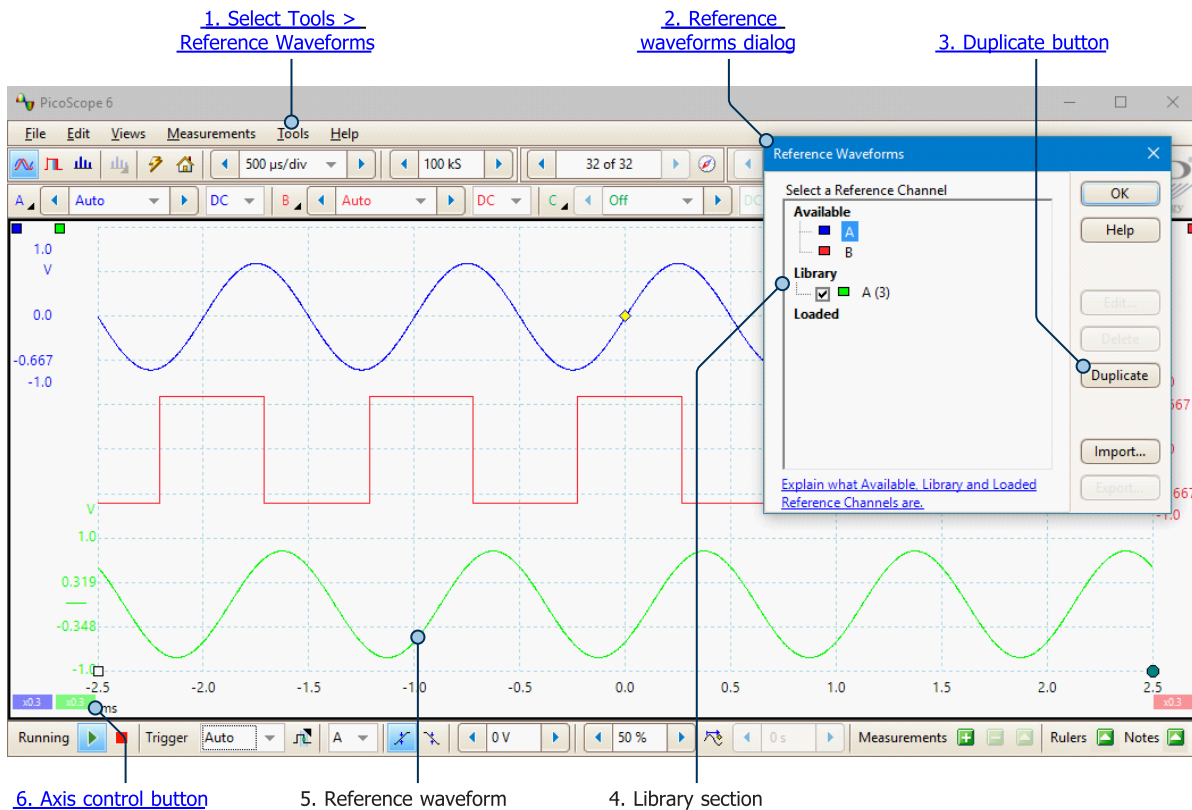 1. Select Tools >
Reference Waveforms
2. Reference
waveforms dialog
3. Duplicate button
PicoScope 6
File Edit Views Measurements Tools Help
500 µs/div 100 kS 32 of 32
A Auto DC B Auto DC C Off DC
Reference Waveforms
Select a Reference Channel
Available
A
B
Library
A (3)
Loaded
OK
Help
Edit...
Delete
Duplicate
Import...
Export...
Explain what Available, Library and Loaded
Reference Channels are.
1.0
V
0.0
-0.667
-1.0
V
1.0
0.319
-0.348
-1.0
-1.0
-2.5 -2.0 -1.5 -1.0 -0.5 0.0 0.5 1.0 1.5 2.0 2.5
x0.3 x0.3 ms x0.3
Running Trigger Auto A 0 V 50 % 0 s Measurements Rulers Notes
6. Axis control button
5. Reference waveform
4. Library section